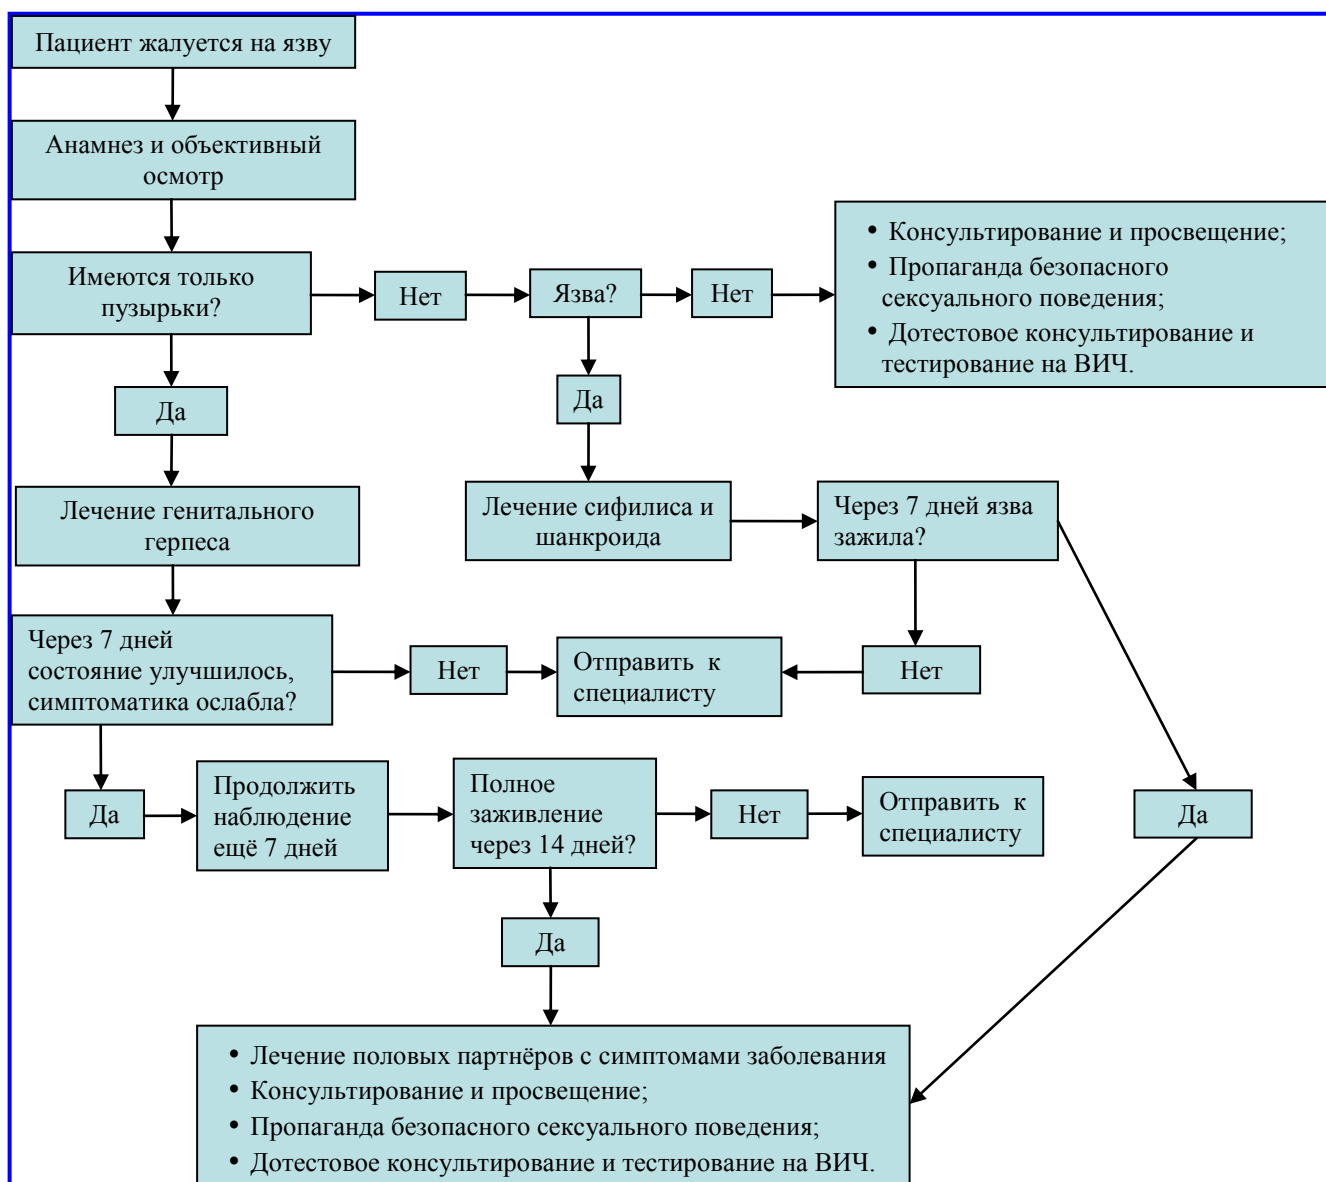 Пациент жалуется на язву
Анамнез и объективный
осмотр
Имеются только
пузырьки?
Нет
Язва?
Нет
• Консультирование и просвещение;
• Пропаганда безопасного
сексуального поведения;
• Дотестовое консультирование и
тестирование на ВИЧ.
Да
Да
Лечение генитального
герпеса
Лечение сифилиса и
шанкроида
Через 7 дней язва
зажила?
Через 7 дней
состояние улучшилось,
симптоматика ослабла?
Нет
Отправить к
специалисту
Нет
Да
Продолжить
наблюдение
ещё 7 дней
Полное
заживление
через 14 дней?
Нет
Отправить к
специалисту
Да
Да
• Лечение половых партнёров с симптомами заболевания
• Консультирование и просвещение;
• Пропаганда безопасного сексуального поведения;
• Дотестовое консультирование и тестирование на ВИЧ.